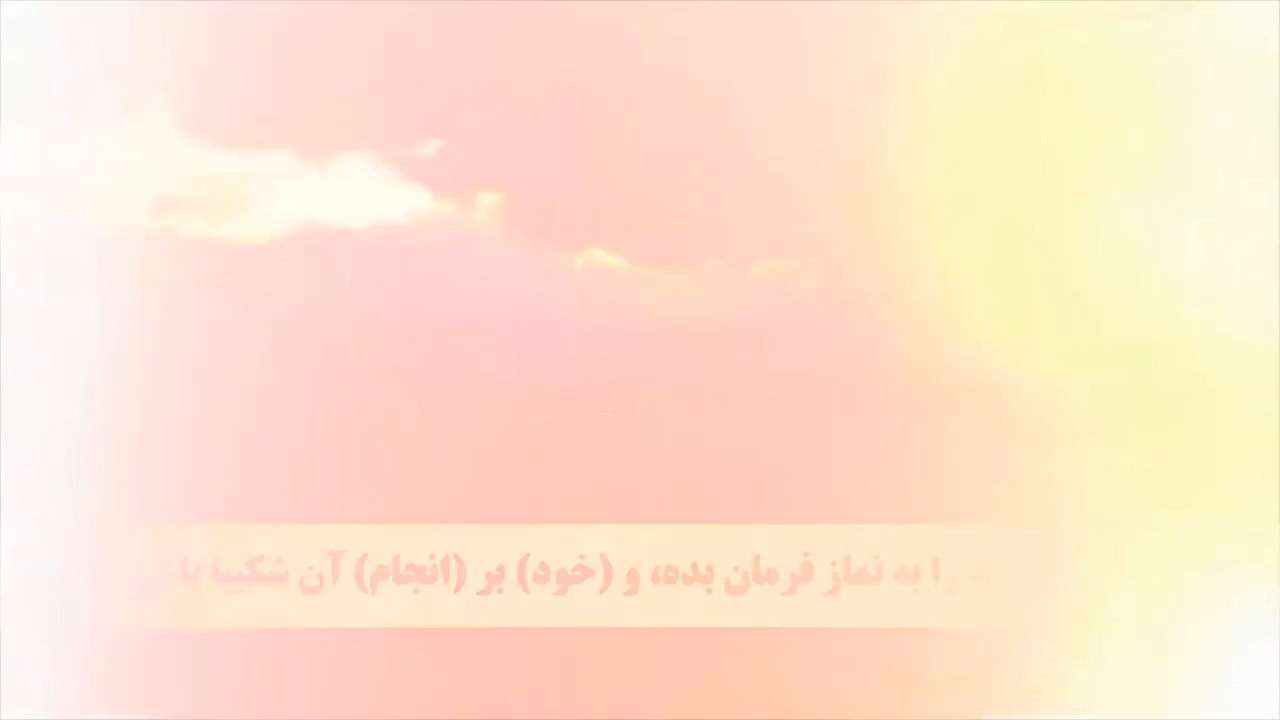 را به نماز فرمان بده، و (خود) بر (انجام) آن شکیبا باش